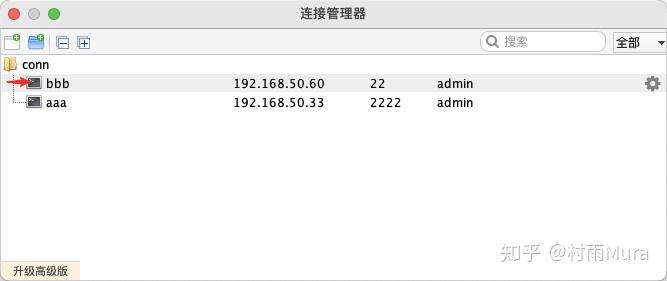 连接管理器
搜索
全部
conn
bbb 192.168.50.60 22 admin
aaa 192.168.50.33 2222 admin
升级高级版
知乎 @村雨Mura